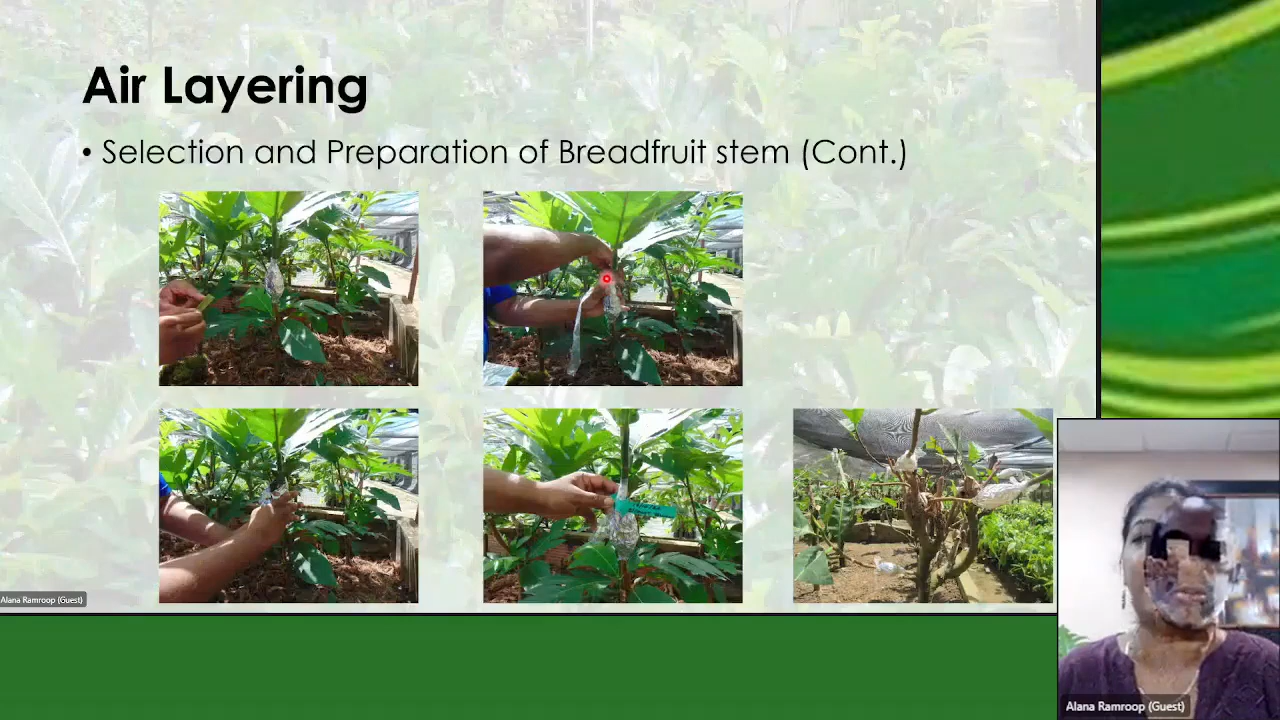 Air Layering
• Selection and Preparation of Breadfruit stem (Cont.)
Alana Ramroop (Guest)
Alana Ramroop (Guest)